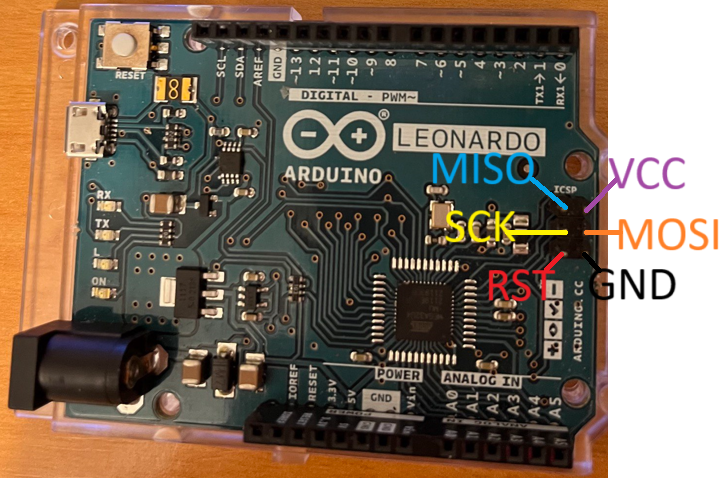 RESET
SCL
SDA
AREF
GND
~13
12
~11
~10
~9
8
7
~6
~5
4
~3
2
TX1→1
RX1←0
DIGITAL - PWM~
LEONARDO
ARDUINO
ICSP
MISO
VCC
SCK
MOSI
RST
GND
RX
TX
L
ON
ARDUINO.CC
POWER
ANALOG IN
IOREF
RESET
3.3V
5V
GND
Vin
A0
A1
A2
A3
A4
A5